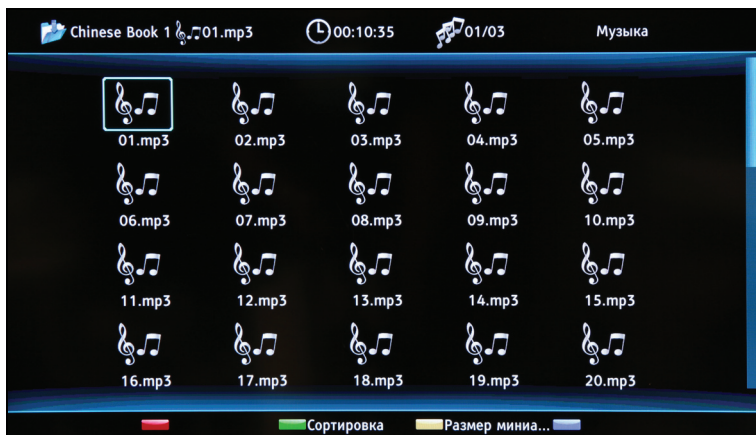 Chinese Book 1 01.mp3 00:10:35 01/03 Музыка
01.mp3 02.mp3 03.mp3 04.mp3 05.mp3
06.mp3 07.mp3 08.mp3 09.mp3 10.mp3
11.mp3 12.mp3 13.mp3 14.mp3 15.mp3
16.mp3 17.mp3 18.mp3 19.mp3 20.mp3
Сортировка Размер миниа...